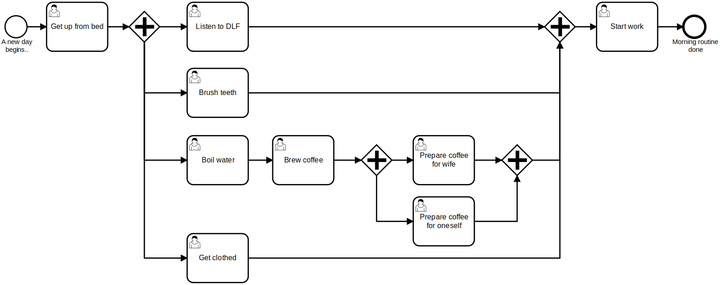 A new day
begins..
Get up from bed
Listen to DLF
Start work
Morning routine
done
Brush teeth
Boil water
Brew coffee
Prepare coffee
for wife
Prepare coffee
for oneself
Get clothed